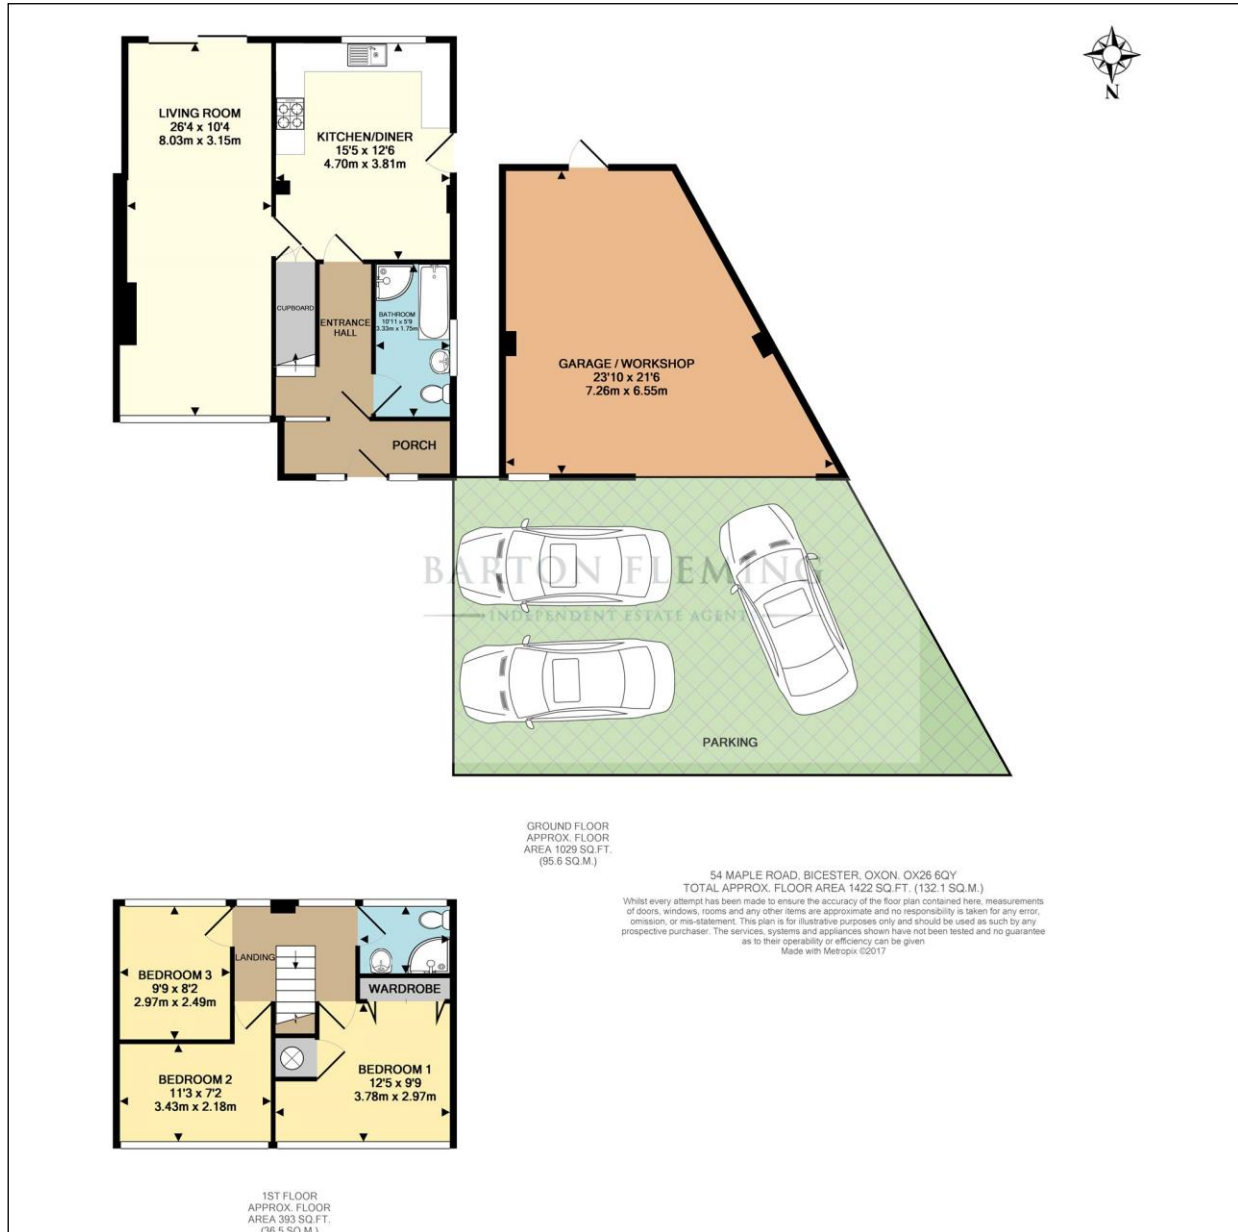 N
LIVING ROOM
26'4 x 10'4
8.03m x 3.15m
KITCHEN/DINER
15'5 x 12'6
4.70m x 3.81m
CUPBOARD
ENTRANCE
HALL
BATHROOM
10'11 x 5'9
3.33m x 1.75m
PORCH
GARAGE / WORKSHOP
23'10 x 21'6
7.26m x 6.55m
BARTON FLEMING
INDEPENDENT ESTATE AGENT
PARKING
GROUND FLOOR
APPROX. FLOOR
AREA 1029 SQ.FT.
(95.6 SQ.M.)
54 MAPLE ROAD, BICESTER, OXON. OX26 6QY
TOTAL APPROX. FLOOR AREA 1422 SQ.FT. (132.1 SQ.M.)
Whilst every attempt has been made to ensure the accuracy of the floor plan contained here, measurements
of doors, windows, rooms and any other items are approximate and no responsibility is taken for any error,
omission, or mis-statement. This plan is for illustrative purposes only and should be used as such by any
prospective purchaser. The services, systems and appliances shown have not been tested and no guarantee
as to their operability or efficiency can be given
Made with Metropix ©2017
LANDING
BEDROOM 3
9'9 x 8'2
2.97m x 2.49m
WARDROBE
BEDROOM 2
11'3 x 7'2
3.43m x 2.18m
BEDROOM 1
12'5 x 9'9
3.78m x 2.97m
1ST FLOOR
APPROX. FLOOR
AREA 393 SQ.FT.
(36.5 SQ.M.)